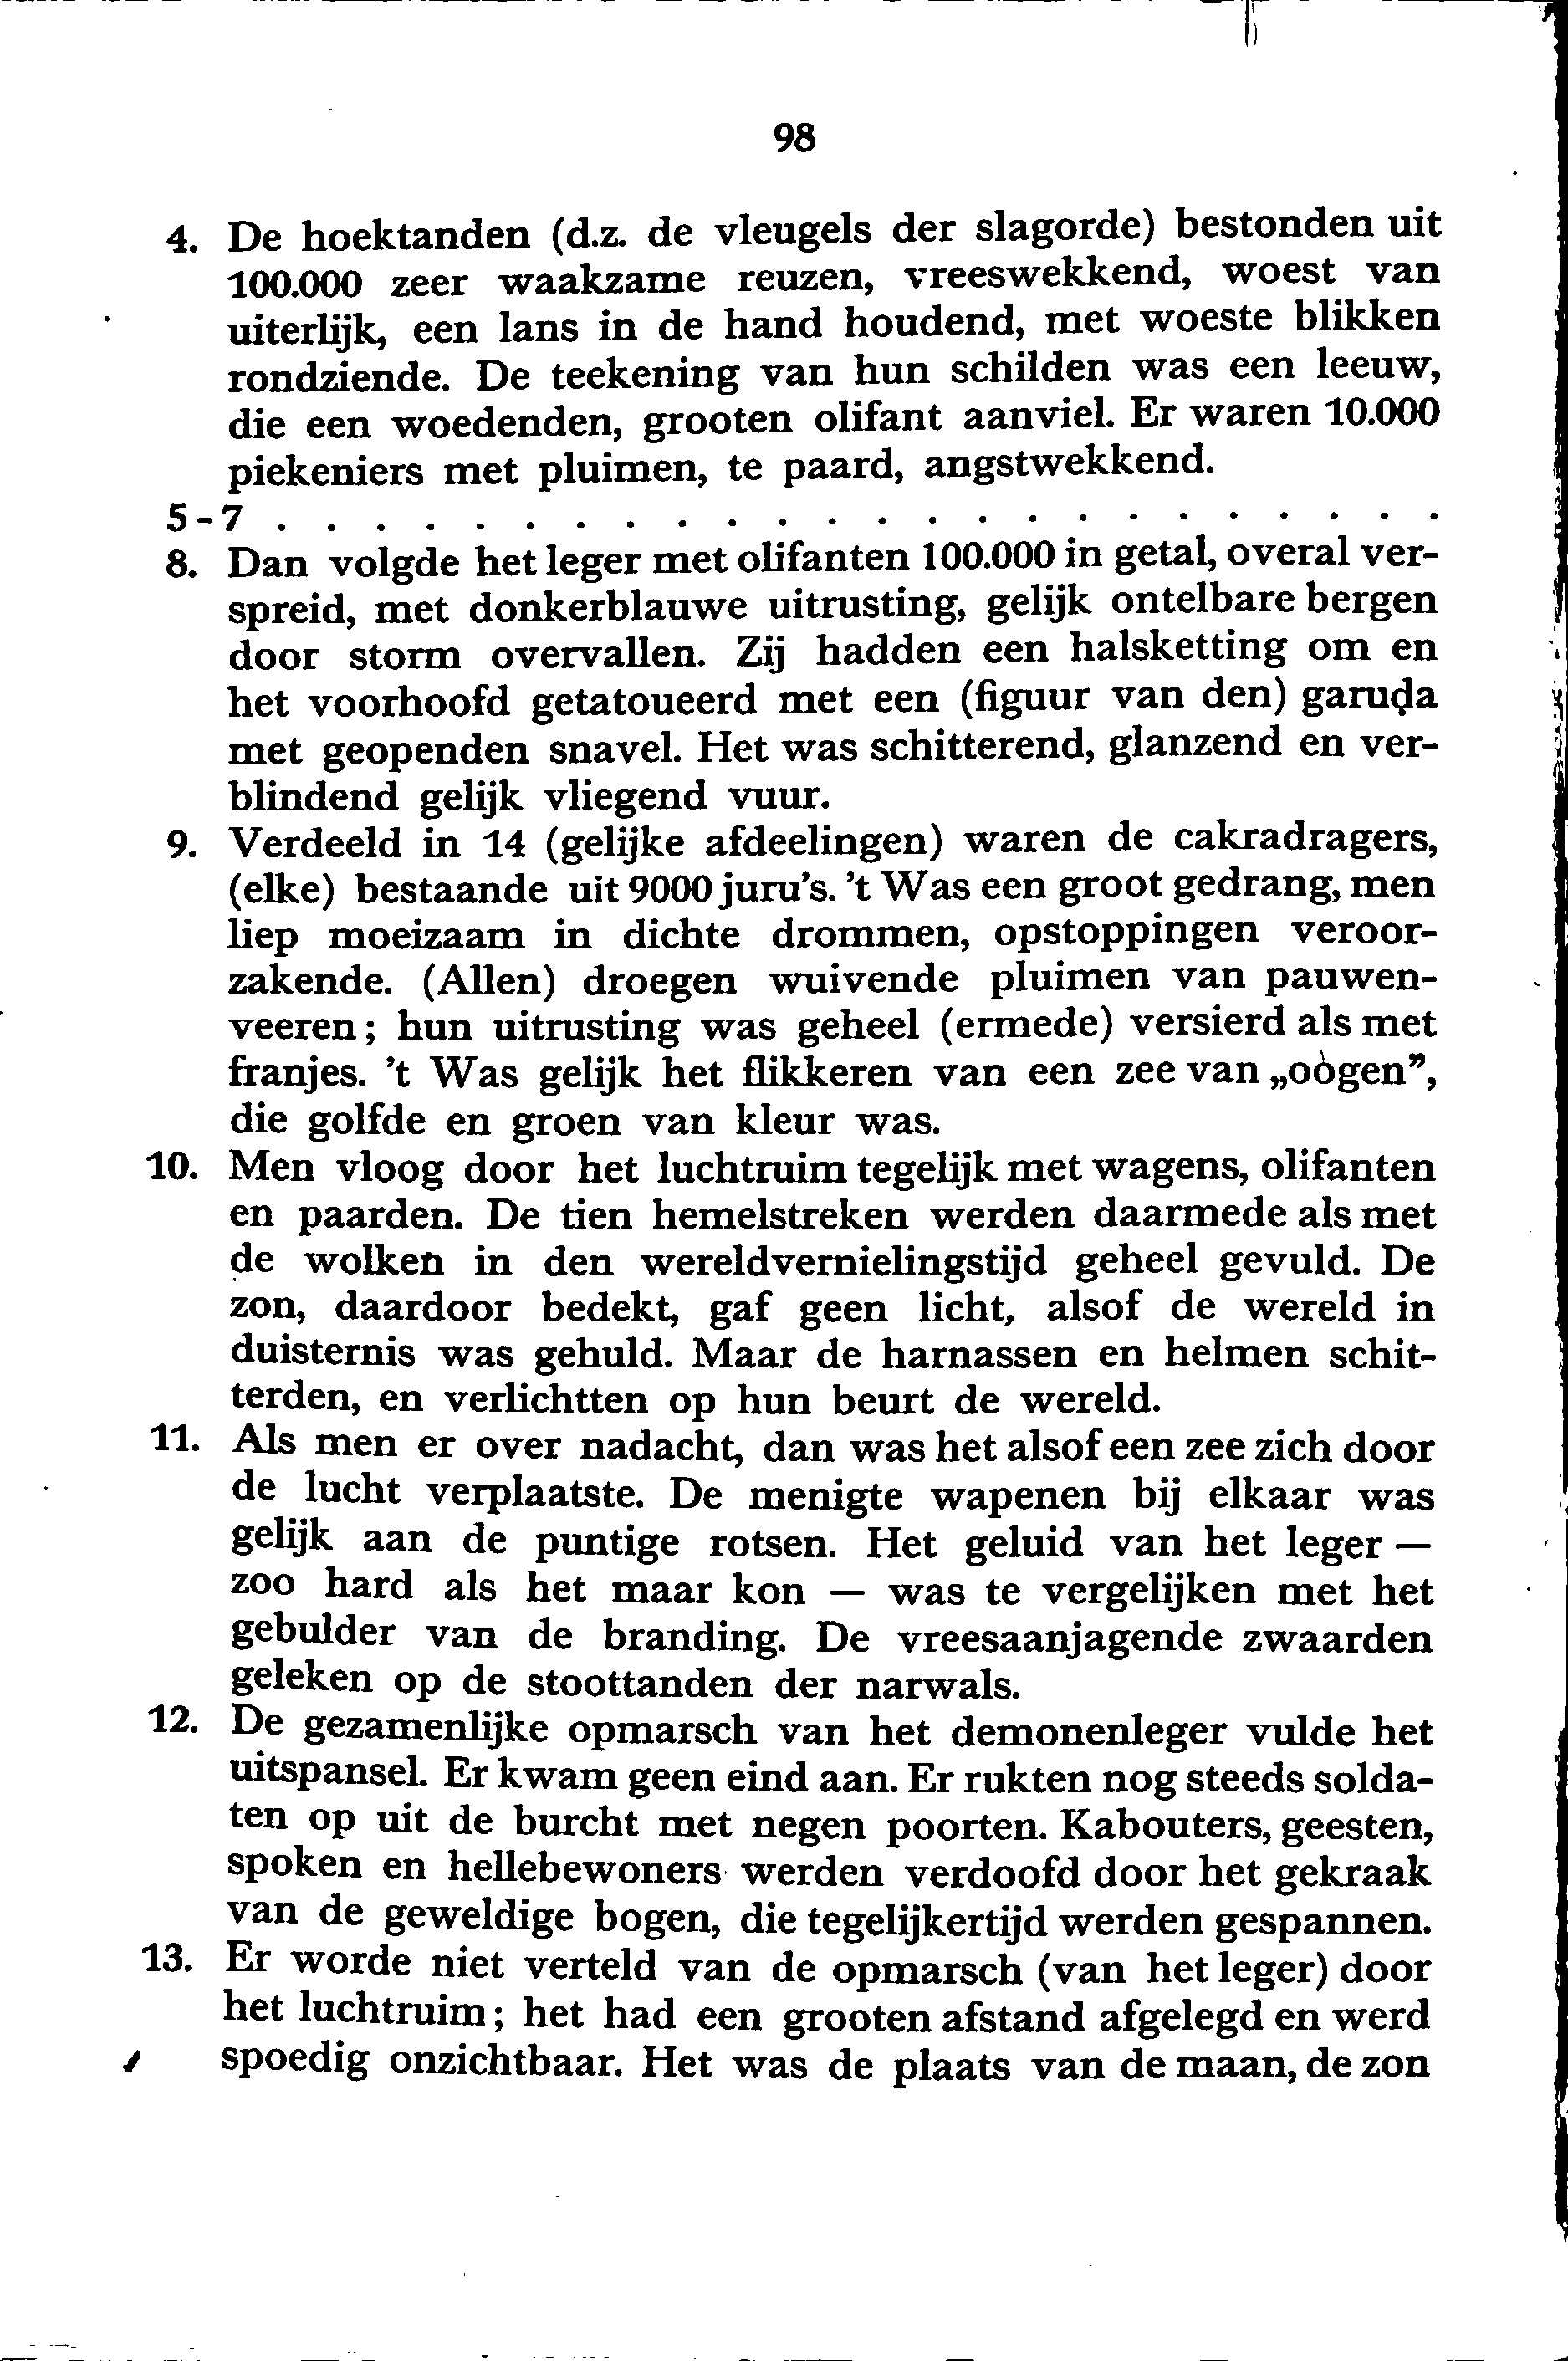 98
4. De hoektanden (d.z. de vleugels der slagorde) bestonden uit
100.000 zeer waakzame reuzen, vreeswekkend, woest van
uiterlijk, een lans in de hand houdend, met woeste blikken
rondziende. De teekening van hun schilden was een leeuw,
die een woedenden, grooten olifant aanviel. Er waren 10.000
piekeniers met pluimen, te paard, angstwekkend.
5-7 . . . . . . . . . . . . . . . . . . . . . . . .
8. Dan volgde het leger met olifanten 100.000 in getal, overal ver-
spreid, met donkerblauwe uitrusting, gelijk ontelbare bergen
door storm overvallen. Zij hadden een halsketting om en
het voorhoofd getatoueerd met een (figuur van den) garuḍa
met geopenden snavel. Het was schitterend, glanzend en ver-
blindend gelijk vliegend vuur.
9. Verdeeld in 14 (gelijke afdeelingen) waren de cakradragers,
(elke) bestaande uit 9000 juru's. 't Was een groot gedrang, men
liep moeizaam in dichte drommen, opstoppingen veroor-
zakende. (Allen) droegen wuivende pluimen van pauwen-
veeren; hun uitrusting was geheel (ermede) versierd als met
franjes. 't Was gelijk het flikkeren van een zee van „oogen”,
die golfde en groen van kleur was.
10. Men vloog door het luchtruim tegelijk met wagens, olifanten
en paarden. De tien hemelstreken werden daarmede als met
de wolken in den wereldvernielingstijd geheel gevuld. De
zon, daardoor bedekt, gaf geen licht, alsof de wereld in
duisternis was gehuld. Maar de harnassen en helmen schit-
terden, en verlichtten op hun beurt de wereld.
11. Als men er over nadacht, dan was het alsof een zee zich door
de lucht verplaatste. De menigte wapenen bij elkaar was
gelijk aan de puntige rotsen. Het geluid van het leger —
zoo hard als het maar kon — was te vergelijken met het
gebulder van de branding. De vreesaanjagende zwaarden
geleken op de stoottanden der narwals.
12. De gezamenlijke opmarsch van het demonenleger vulde het
uitspansel. Er kwam geen eind aan. Er rukten nog steeds solda-
ten op uit de burcht met negen poorten. Kabouters, geesten,
spoken en hellebewoners werden verdoofd door het gekraak
van de geweldige bogen, die tegelijkertijd werden gespannen.
13. Er worde niet verteld van de opmarsch (van het leger) door
het luchtruim; het had een grooten afstand afgelegd en werd
spoedig onzichtbaar. Het was de plaats van de maan, de zon